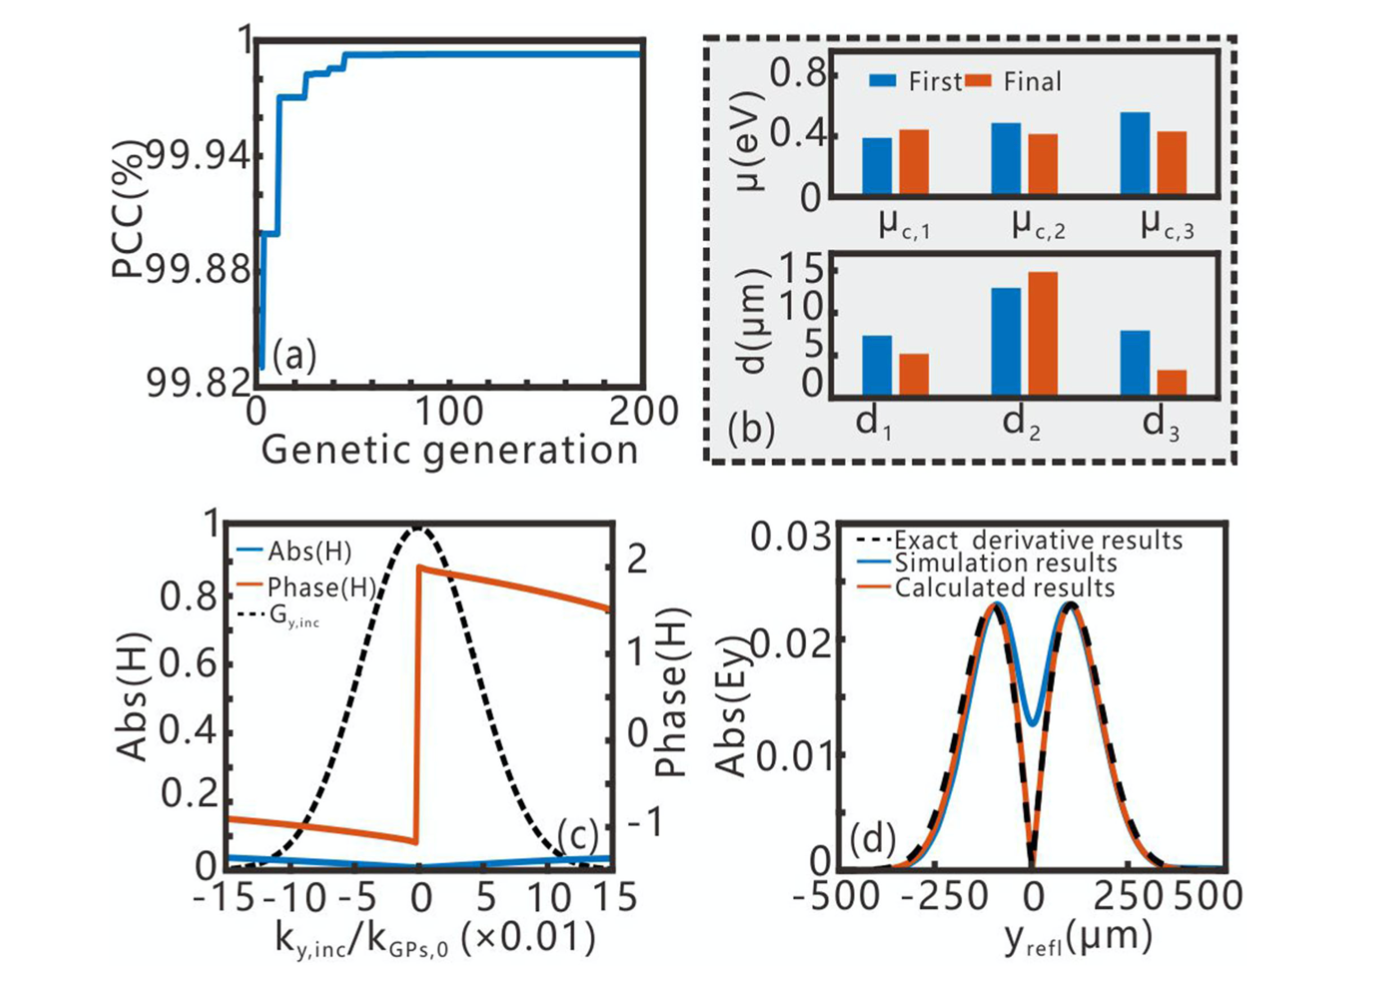 PCC(%)
1
99.94
99.88
99.82
(a)
0 100 200
Genetic generation
μ(eV)
0.8
0.4
0
First Final
μc,1 μc,2 μc,3
d(μm)
15
10
5
0
d1 d2 d3
(b)
Abs(H)
1
0.8
0.6
0.4
0.2
0
Abs(H)
Phase(H)
Gy,inc
(c)
2
1
0
-1
Phase(H)
-15 -10 -5 0 5 10 15
ky,inc/kGPs,0 (×0.01)
Abs(Ey)
0.03
0.02
0.01
0
Exact derivative results
Simulation results
Calculated results
(d)
-500 -250 0 250 500
yrefl(μm)